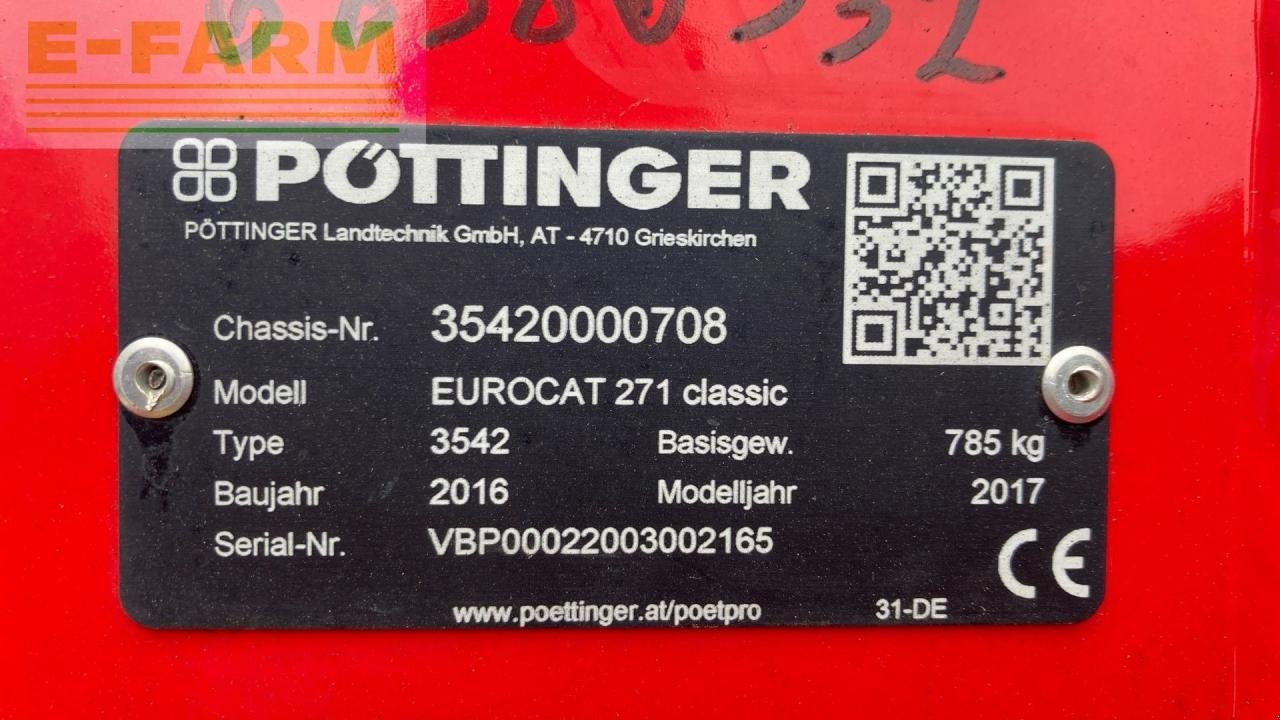 E-FARM
PÖTTINGER
PÖTTINGER Landtechnik GmbH, AT - 4710 Grieskirchen
Chassis-Nr. 35420000708
Modell EUROCAT 271 classic
Type 3542 Basisgew. 785 kg
Baujahr 2016 Modelljahr 2017
Serial-Nr. VBP00022003002165
CE
www.poettinger.at/poetpro 31-DE